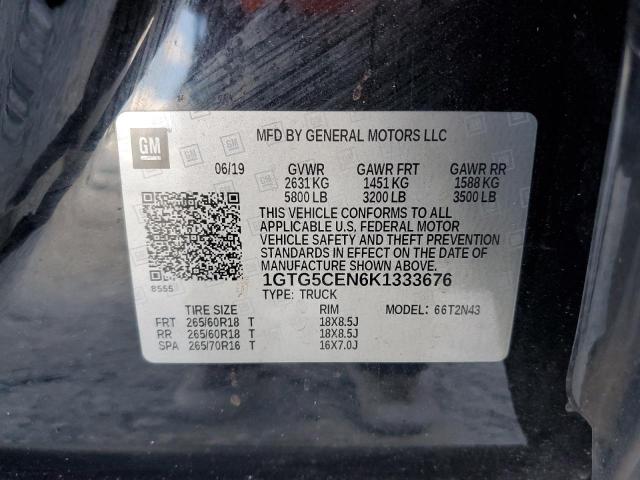 GM
MFD BY GENERAL MOTORS LLC
06/19 GVWR GAWR FRT GAWR RR
2631 KG 1451 KG 1588 KG
5800 LB 3200 LB 3500 LB
THIS VEHICLE CONFORMS TO ALL
APPLICABLE U.S. FEDERAL MOTOR
VEHICLE SAFETY AND THEFT PREVENTION
STANDARDS IN EFFECT ON THE DATE OF
MANUFACTURE SHOWN ABOVE.
8555
1GTG5CEN6K1333676
TYPE: TRUCK
TIRE SIZE RIM MODEL: 66T2N43
FRT 265/60R18 T 18X8.5J
RR 265/60R18 T 18X8.5J
SPA 265/70R16 T 16X7.0J